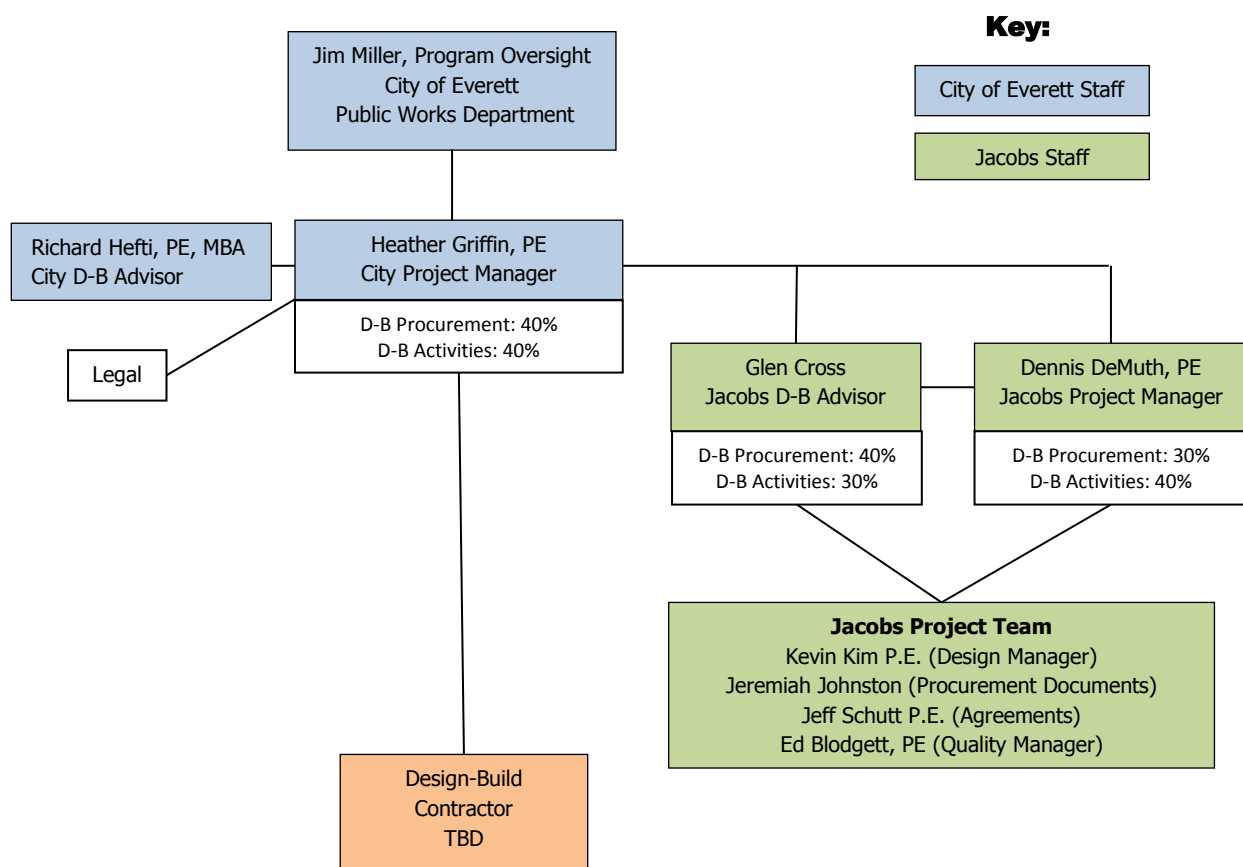 Key:
City of Everett Staff
Jacobs Staff
Jim Miller, Program Oversight
City of Everett
Public Works Department
Richard Hefti, PE, MBA
City D-B Advisor
Heather Griffin, PE
City Project Manager
D-B Procurement: 40%
D-B Activities: 40%
Legal
Glen Cross
Jacobs D-B Advisor
D-B Procurement: 40%
D-B Activities: 30%
Dennis DeMuth, PE
Jacobs Project Manager
D-B Procurement: 30%
D-B Activities: 40%
Jacobs Project Team
Kevin Kim P.E. (Design Manager)
Jeremiah Johnston (Procurement Documents)
Jeff Schutt P.E. (Agreements)
Ed Blodgett, PE (Quality Manager)
Design-Build
Contractor
TBD